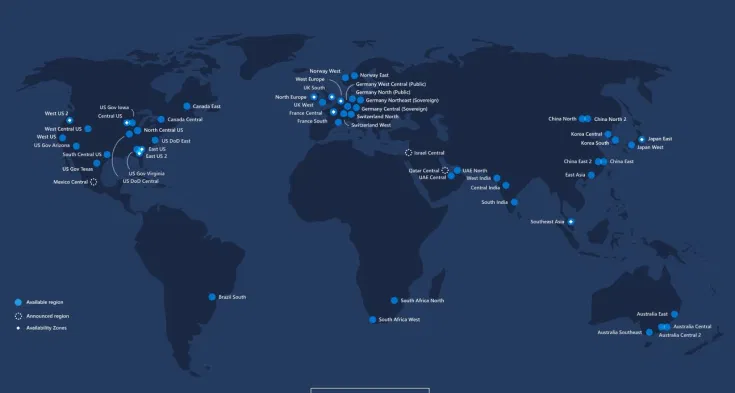 Norway West
Norway East
West Europe
Germany West Central (Public)
UK South
Germany North (Public)
North Europe
Germany Northeast (Sovereign)
UK West
Germany Central (Sovereign)
France Central
Switzerland North
France South
Switzerland West
US Gov Iowa
Canada East
West US 2
Central US
Canada Central
West Central US
North Central US
West US
US DoD East
US Gov Arizona
East US
South Central US
East US 2
US Gov Texas
US Gov Virginia
Mexico Central
US DoD Central
China North
China North 2
Korea Central
Japan East
Korea South
Japan West
Israel Central
China East 2
China East
Qatar Central
UAE North
UAE Central
West India
East Asia
Central India
South India
Southeast Asia
Brasil South
South Africa North
South Africa West
Australia East
Australia Central
Australia Southeast
Australia Central 2
Available region
Announced region
Availability Zones